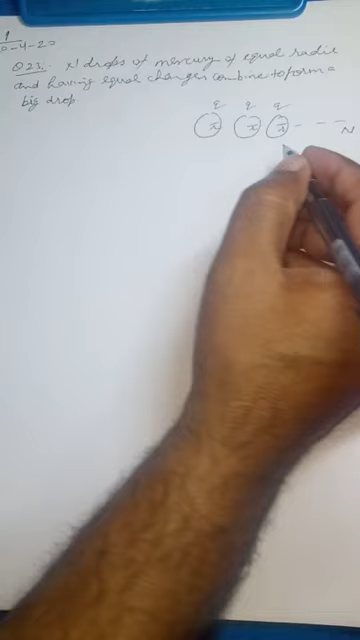 1
0-4-20
Q23:- x! drops of mercury of equal radii
and having equal charges combine to form a
big drop.
q q q
r r r - - - N